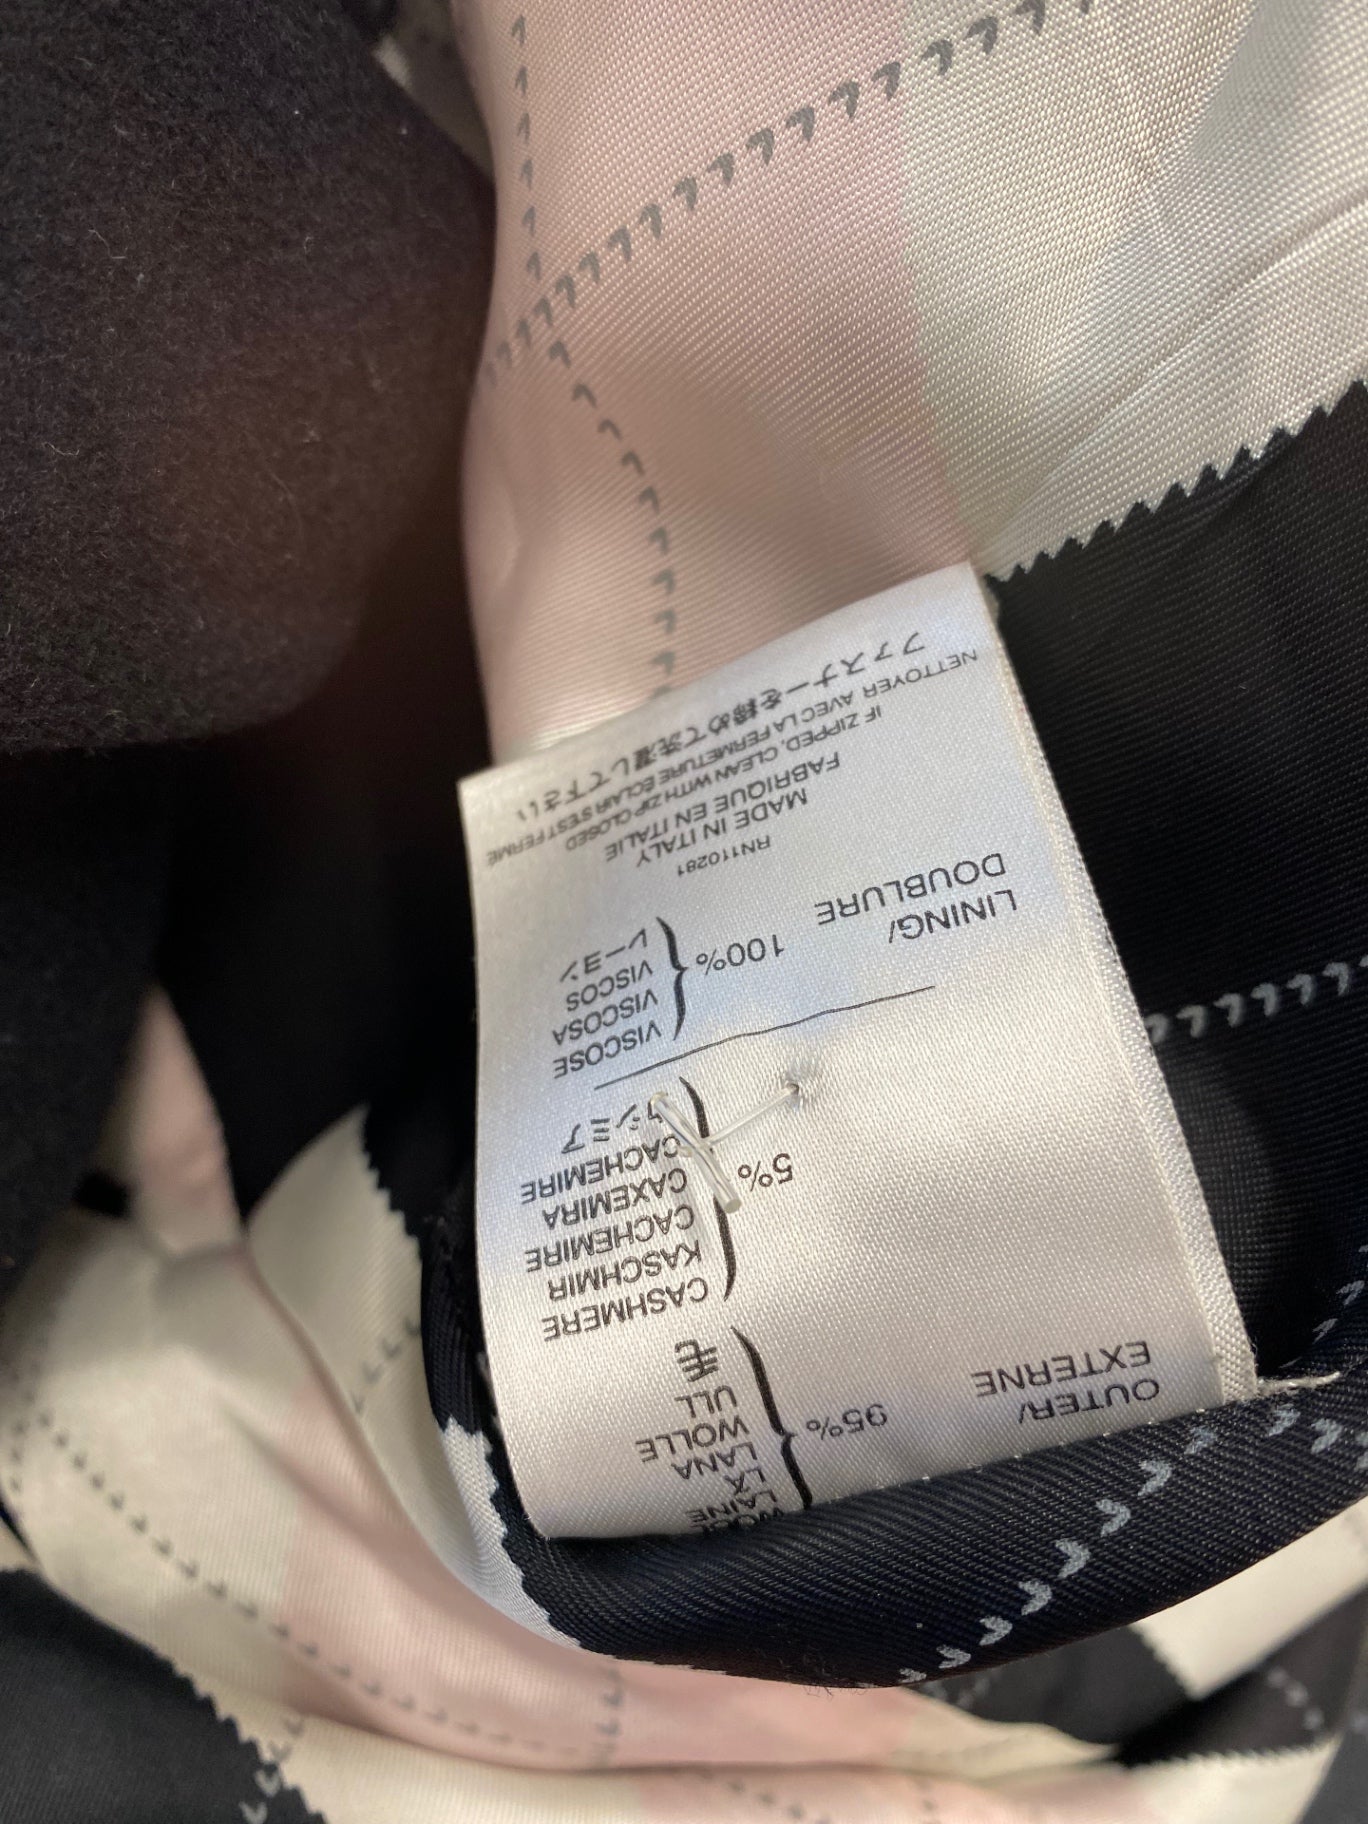 OUTER/
EXTERNE
95%
WOOL
LAINE
LÃ
LANA
WOLLE
ULL
毛
5%
CASHMERE
KASCHMIR
CACHEMIRE
CAXEMIRA
CACHEMIRE
カシミア
LINING/
DOUBLURE
100%
VISCOSE
VISCOSA
VISCOS
レーヨン
RN110281
MADE IN ITALY
FABRIQUE EN ITALIE
IF ZIPPED, CLEAN WITH ZIP CLOSED
NETTOYER AVEC LA FERMETURE ECLAIR S'EST FERME
ファスナーを締めて洗濯して下さい